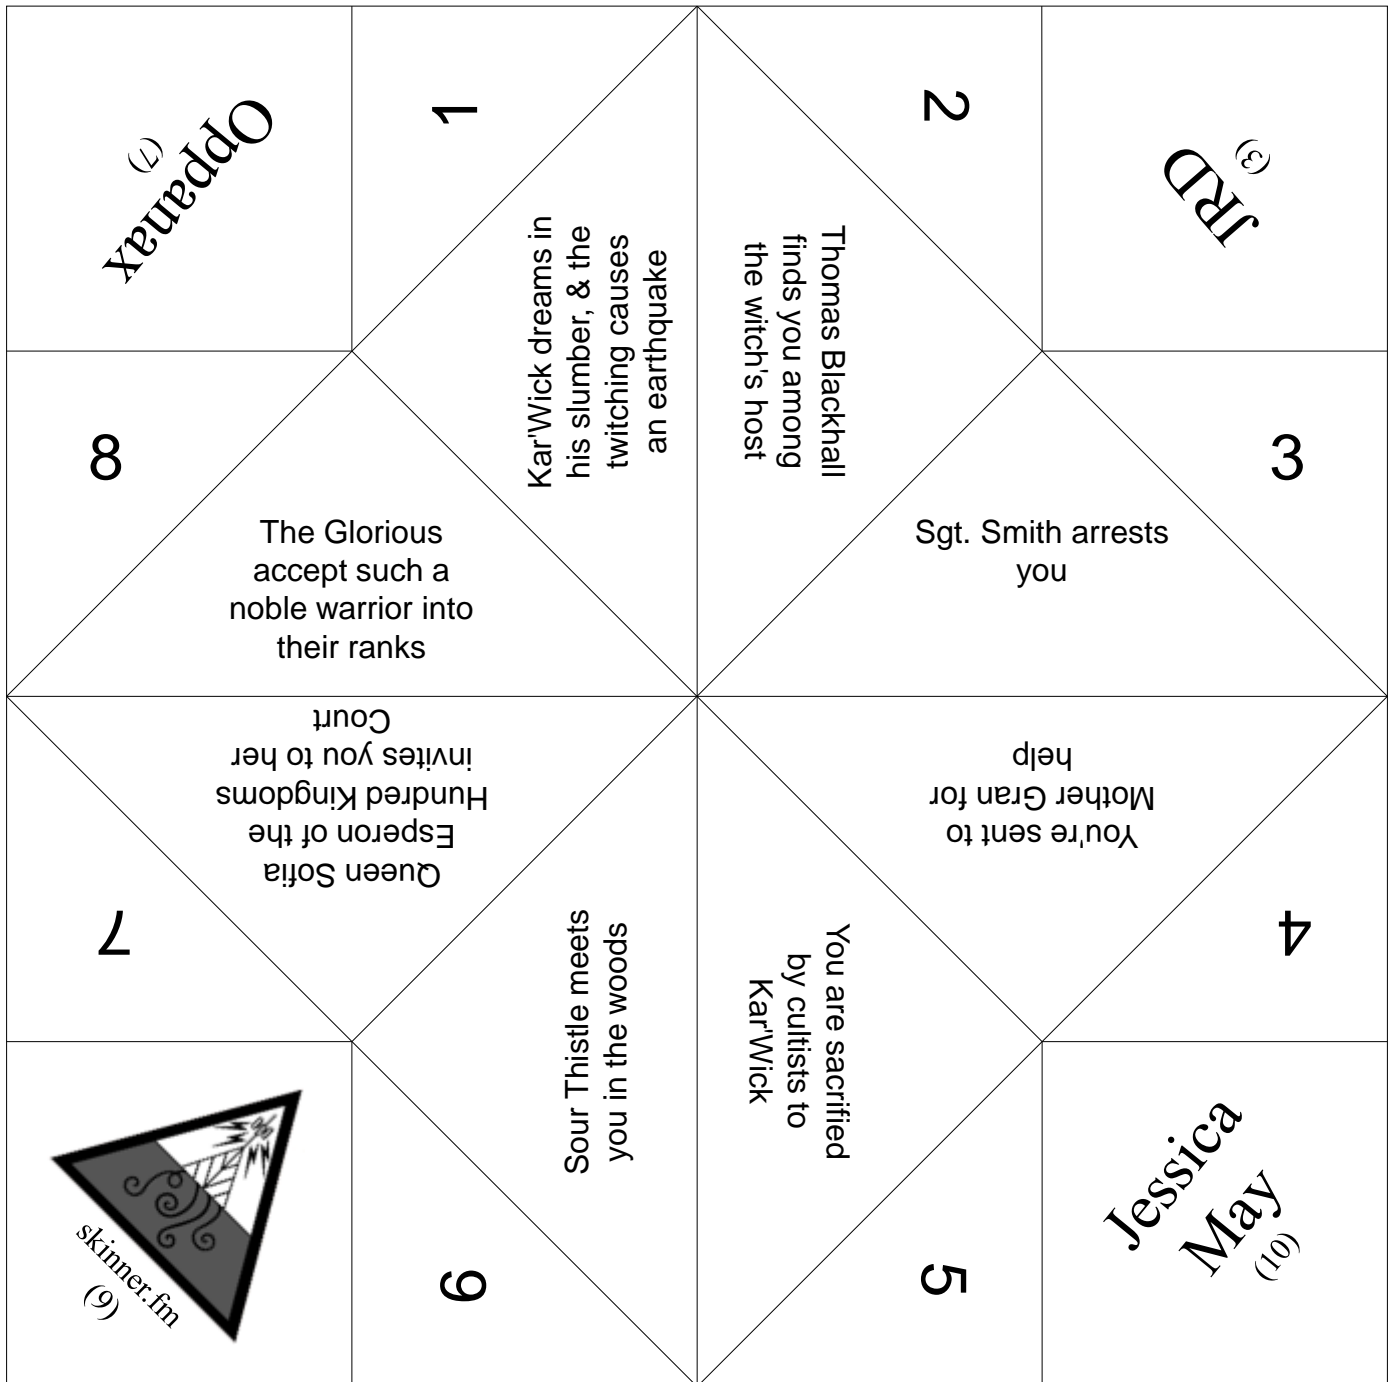 Oppanax
(7)
1
2
JRD
(3)
Kar'Wick dreams in
his slumber, & the
twitching causes
an earthquake
Thomas Blackhall
finds you among
the witch's host
8
The Glorious
accept such a
noble warrior into
their ranks
3
Sgt. Smith arrests
you
7
Queen Sofia
Esperon of the
Hundred Kingdoms
invites you to her
Court
4
You're sent to
Mother Gran for
help
Sour Thistle meets
you in the woods
You are sacrified
by cultists to
Kar'Wick
skinner.fm
(9)
6
5
Jessica
May
(10)